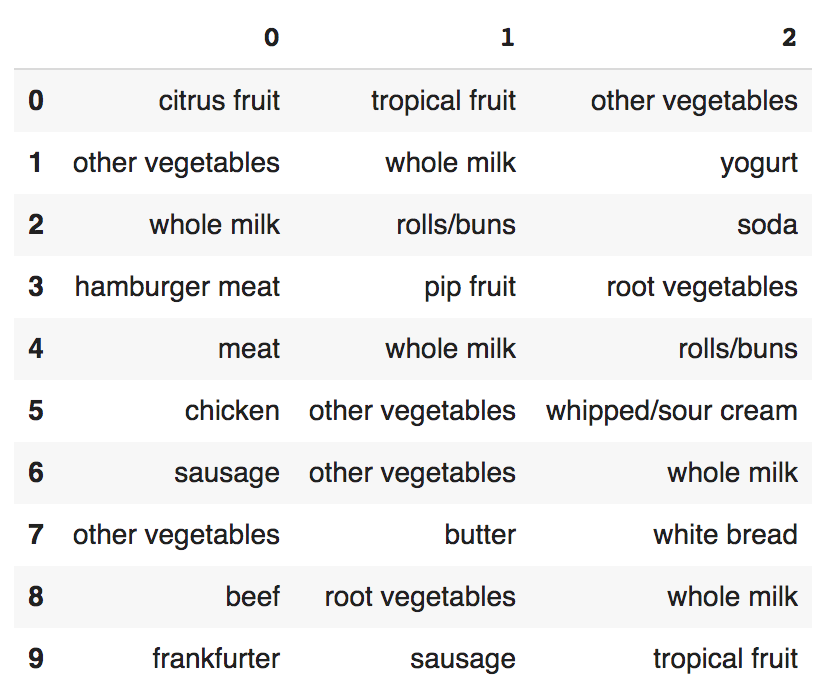 0 1 2
0 citrus fruit tropical fruit other vegetables
1 other vegetables whole milk yogurt
2 whole milk rolls/buns soda
3 hamburger meat pip fruit root vegetables
4 meat whole milk rolls/buns
5 chicken other vegetables whipped/sour cream
6 sausage other vegetables whole milk
7 other vegetables butter white bread
8 beef root vegetables whole milk
9 frankfurter sausage tropical fruit